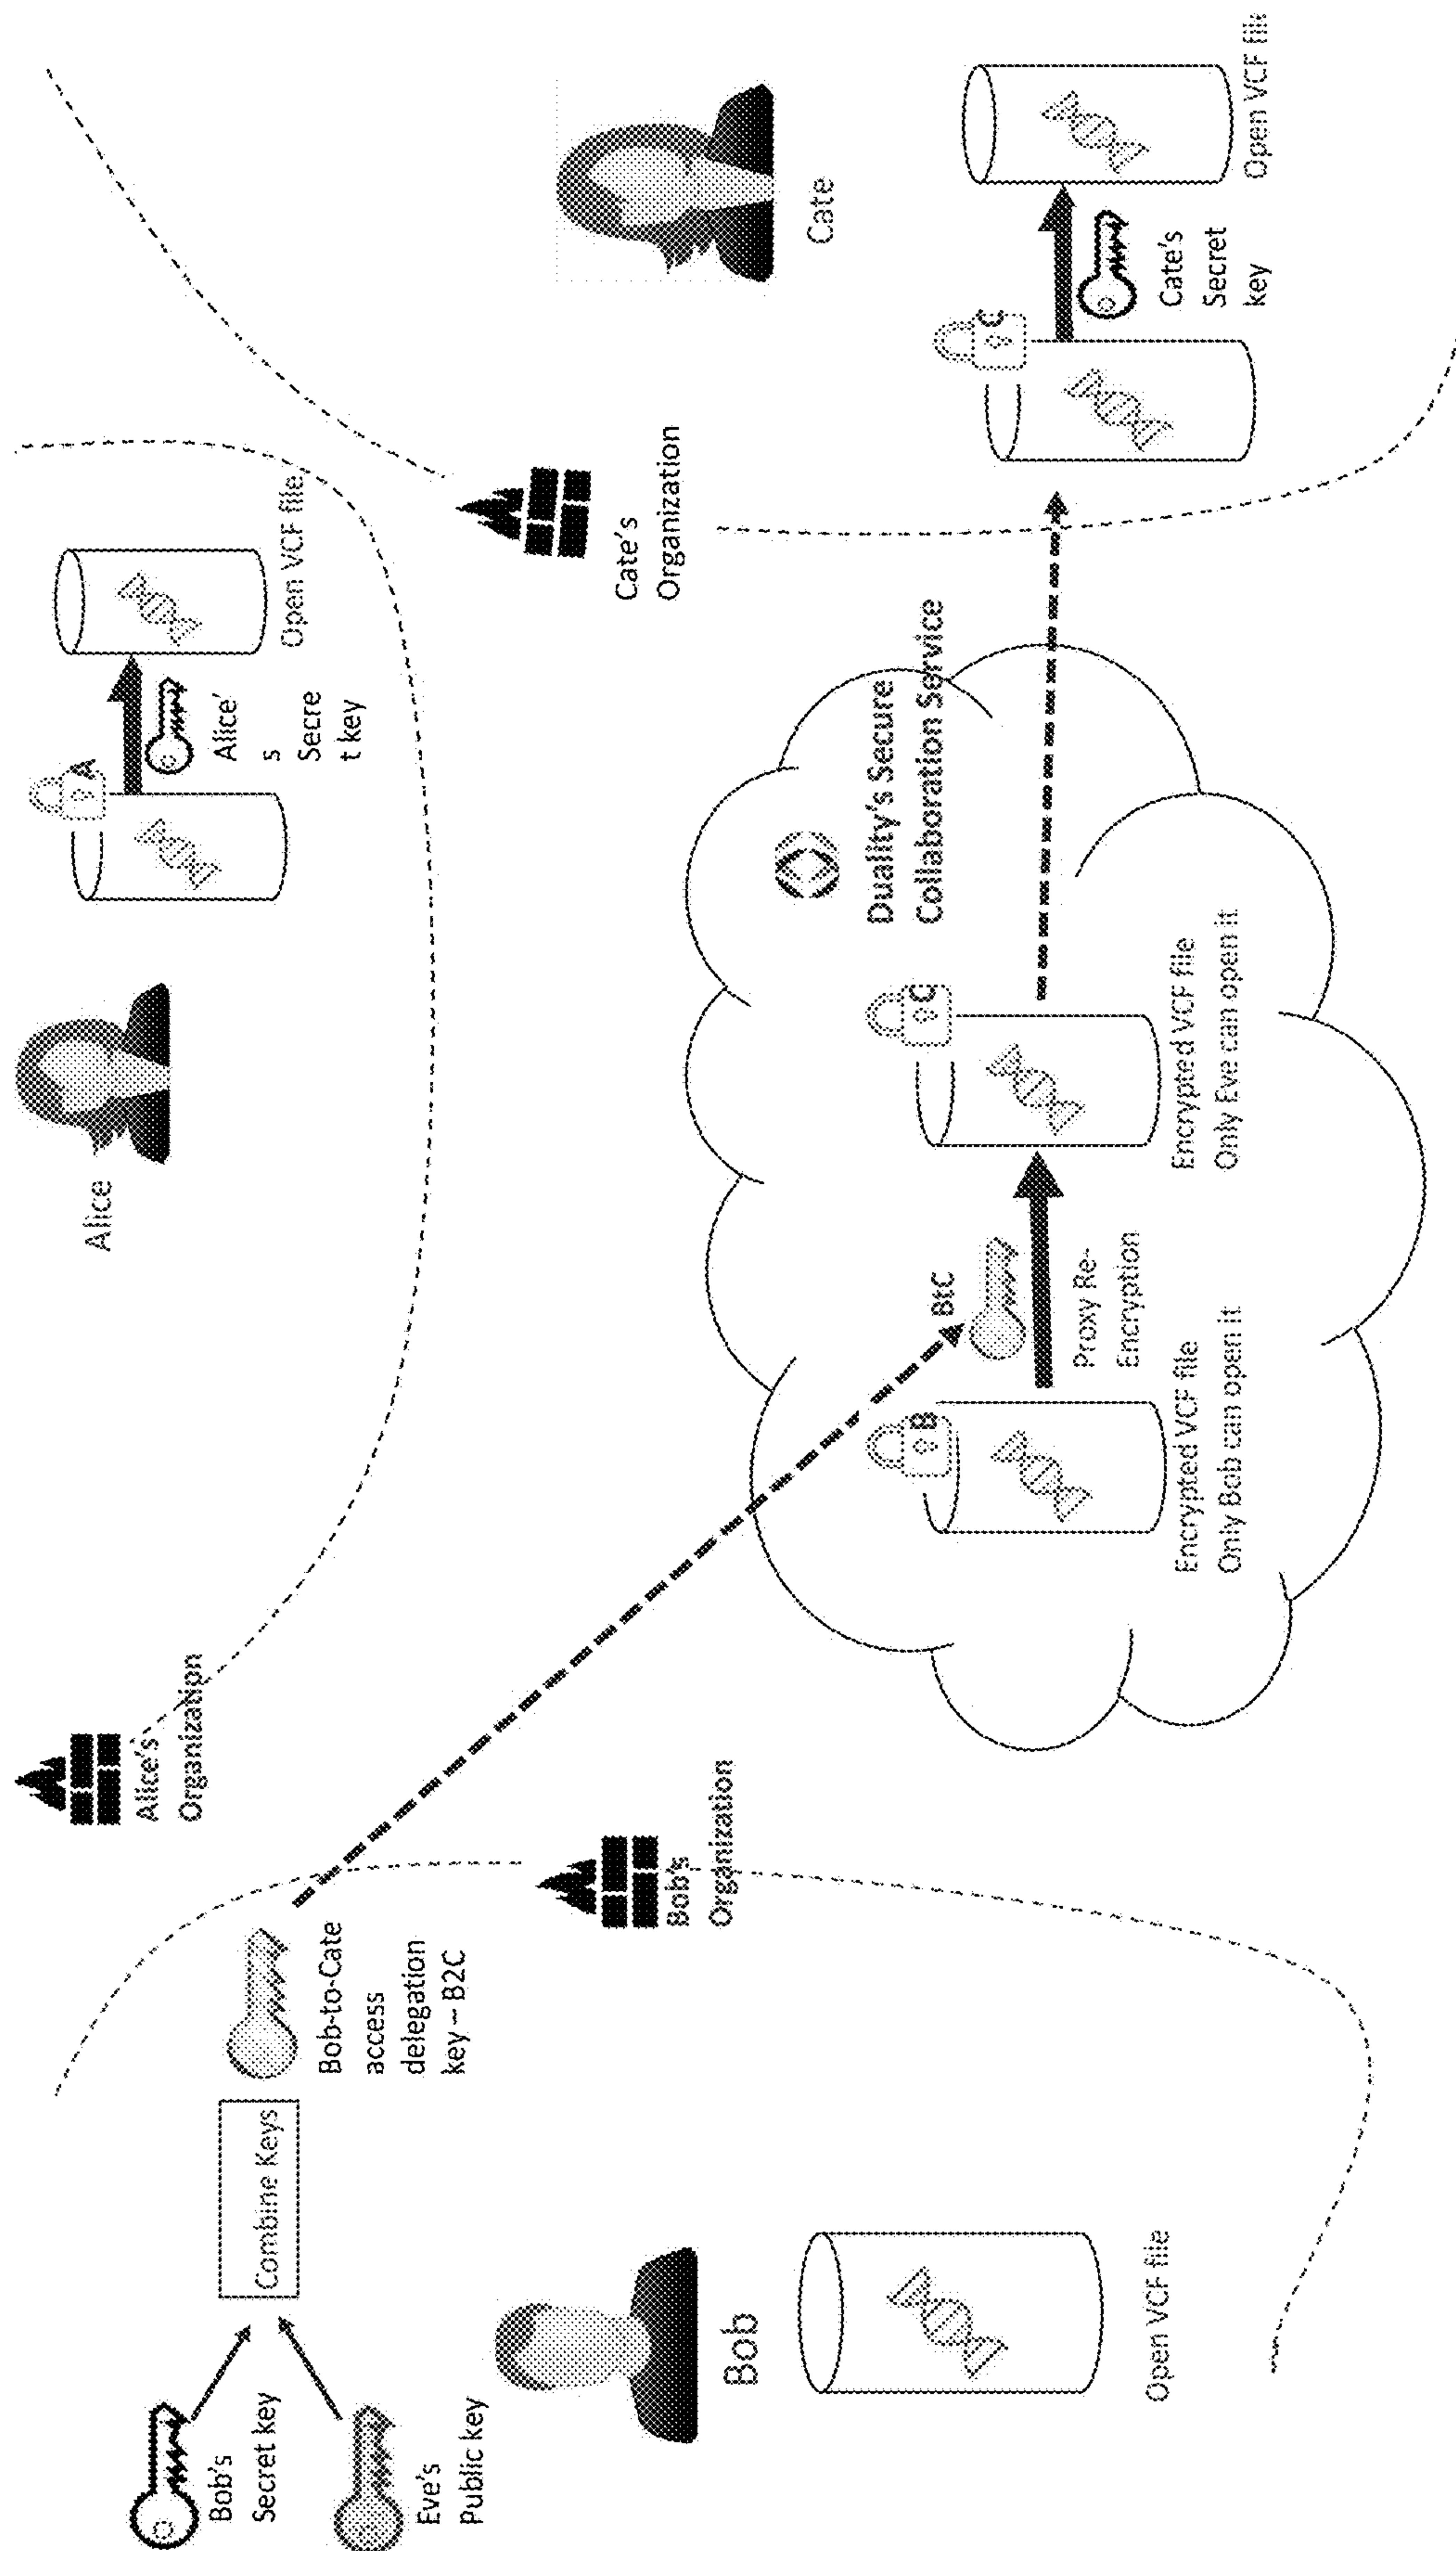 Bob's
Secret key
Eve's
Public key
Combine Keys
Bob-to-Cate
access
delegation
key – B2C
Bob
Open VCF file
Alice's
Organization
Bob's
Organization
Alice
A
Alice'
s
Secre
t key
Open VCF file
B
Encrypted VCF file
Only Bob can open it
BtC
Proxy Re-
Encryption
C
Encrypted VCF file
Only Eve can open it
Duality's Secure
Collaboration Service
Cate's
Organization
Cate
C
Cate's
Secret
key
Open VCF file